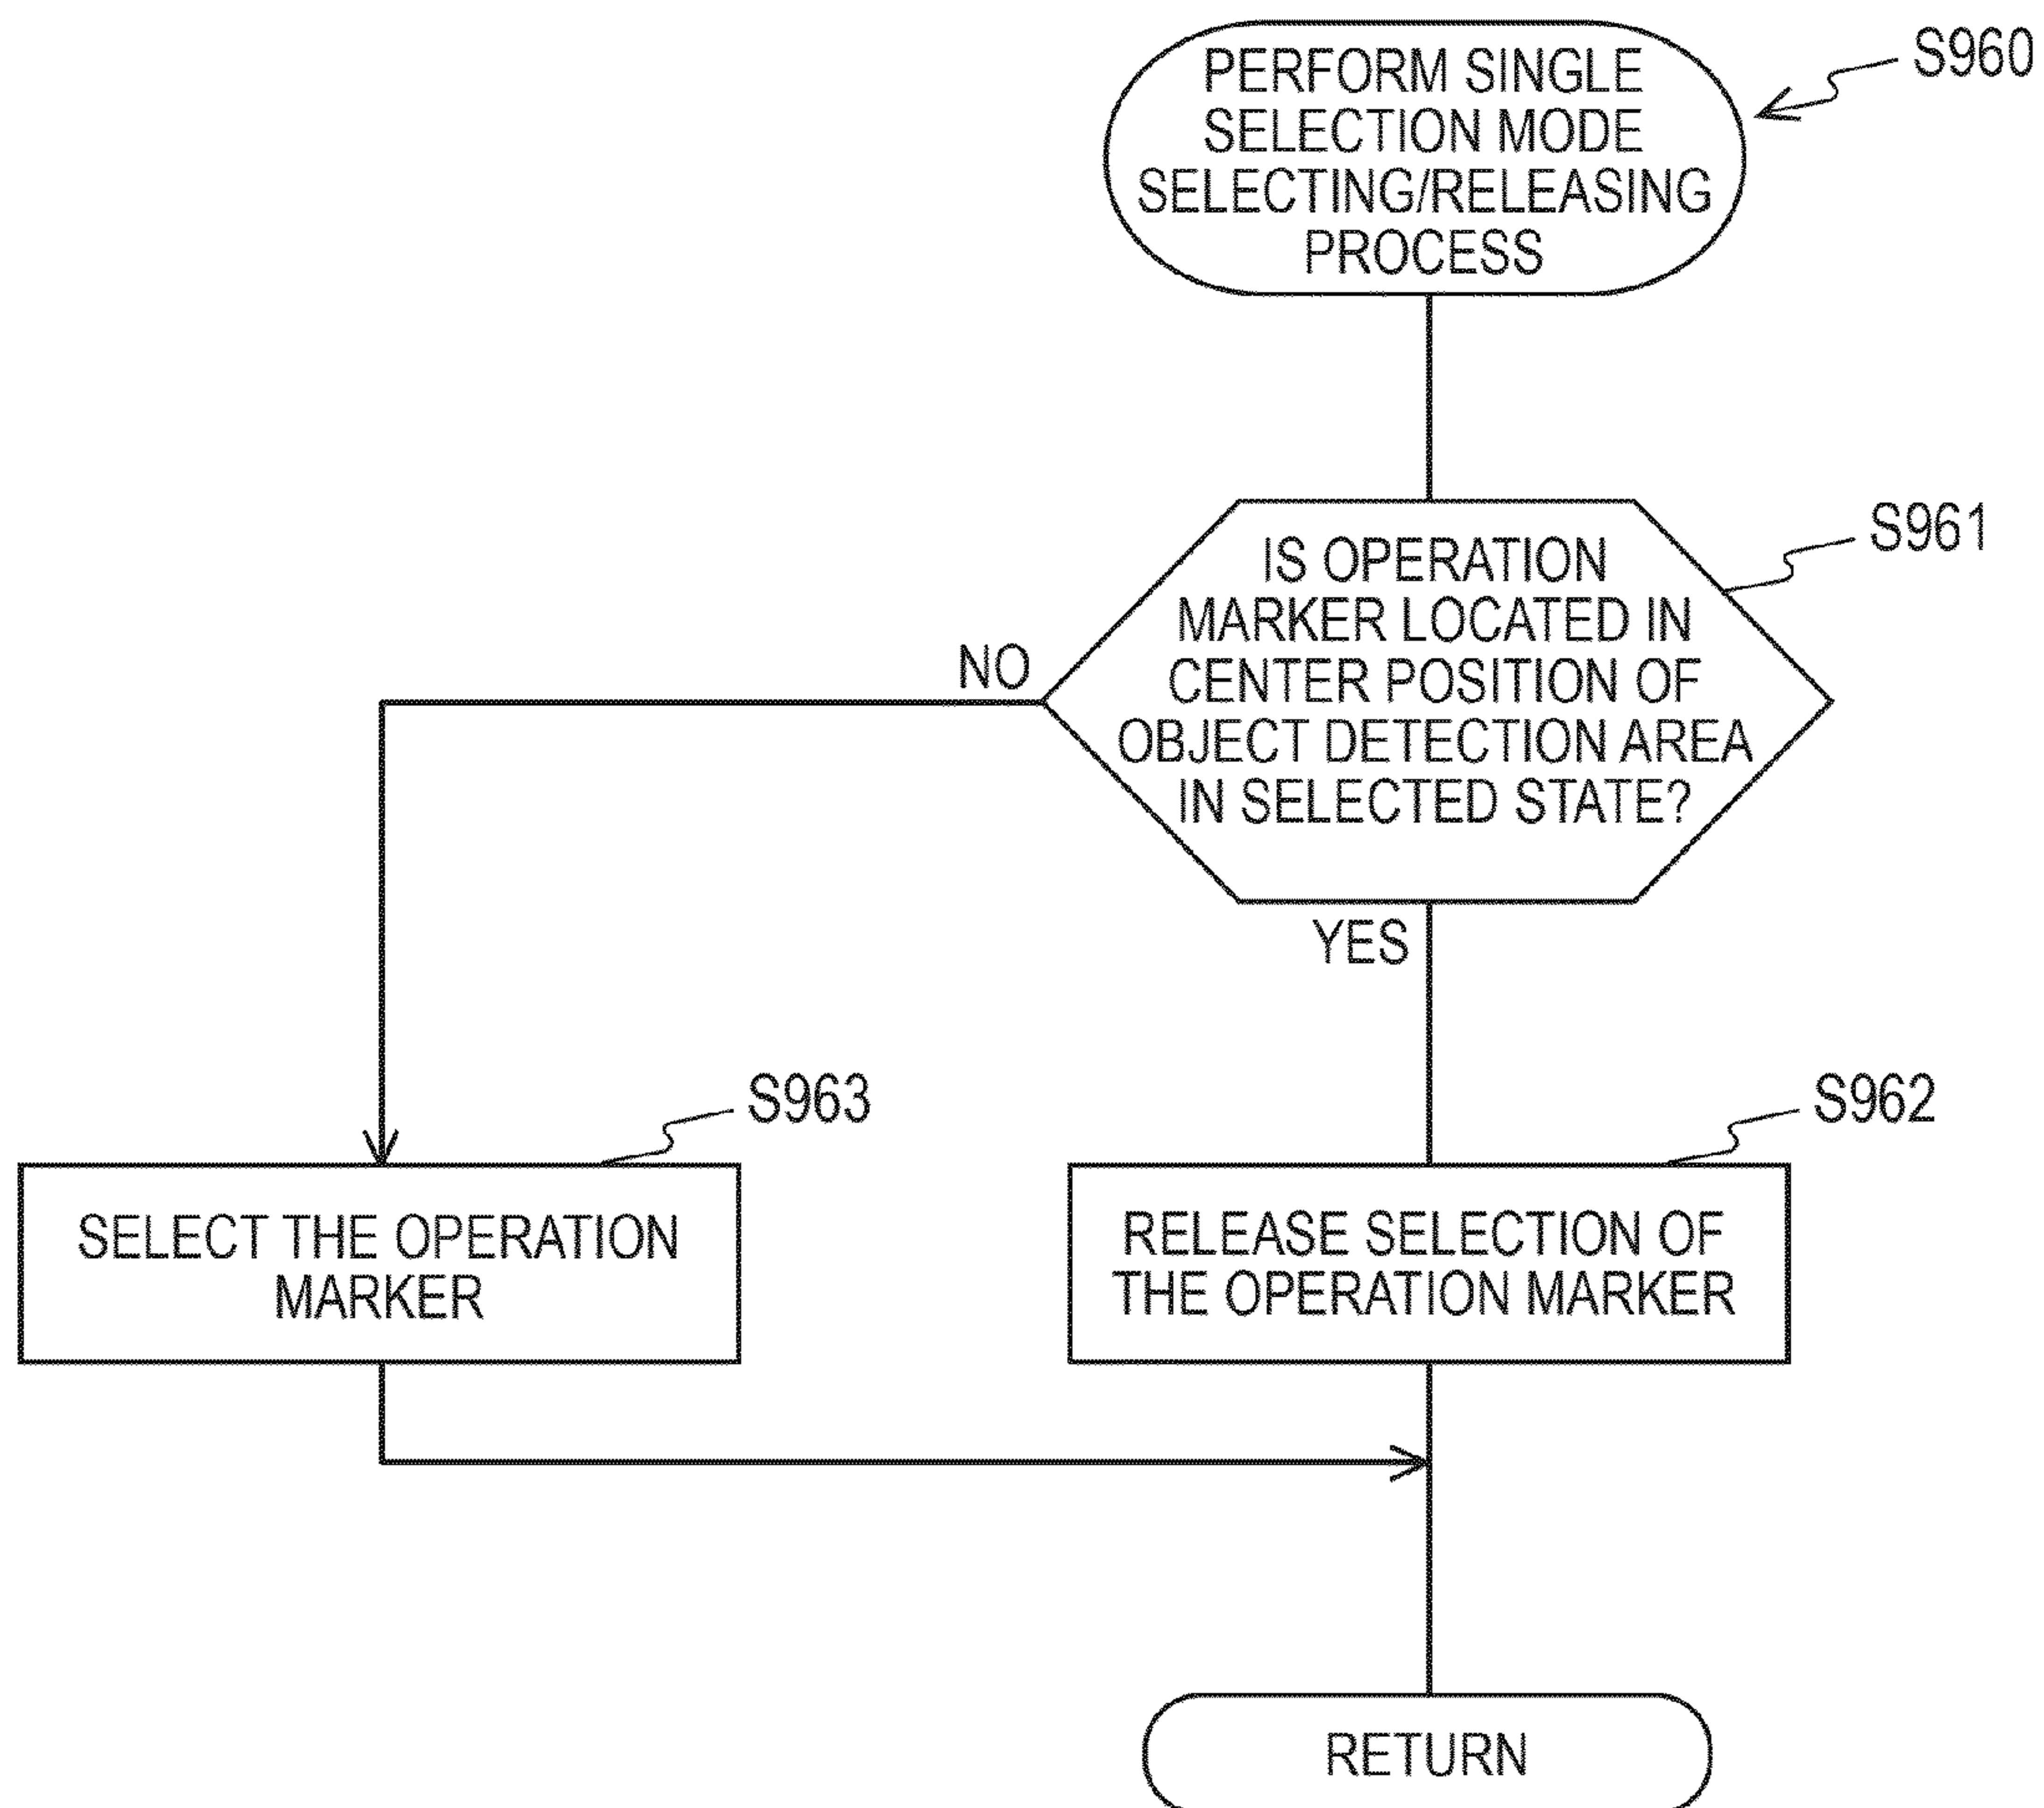 PERFORM SINGLE
SELECTION MODE
SELECTING/RELEASING
PROCESS
S960
IS OPERATION
MARKER LOCATED IN
CENTER POSITION OF
OBJECT DETECTION AREA
IN SELECTED STATE?
S961
NO
YES
S963
SELECT THE OPERATION
MARKER
S962
RELEASE SELECTION OF
THE OPERATION MARKER
RETURN